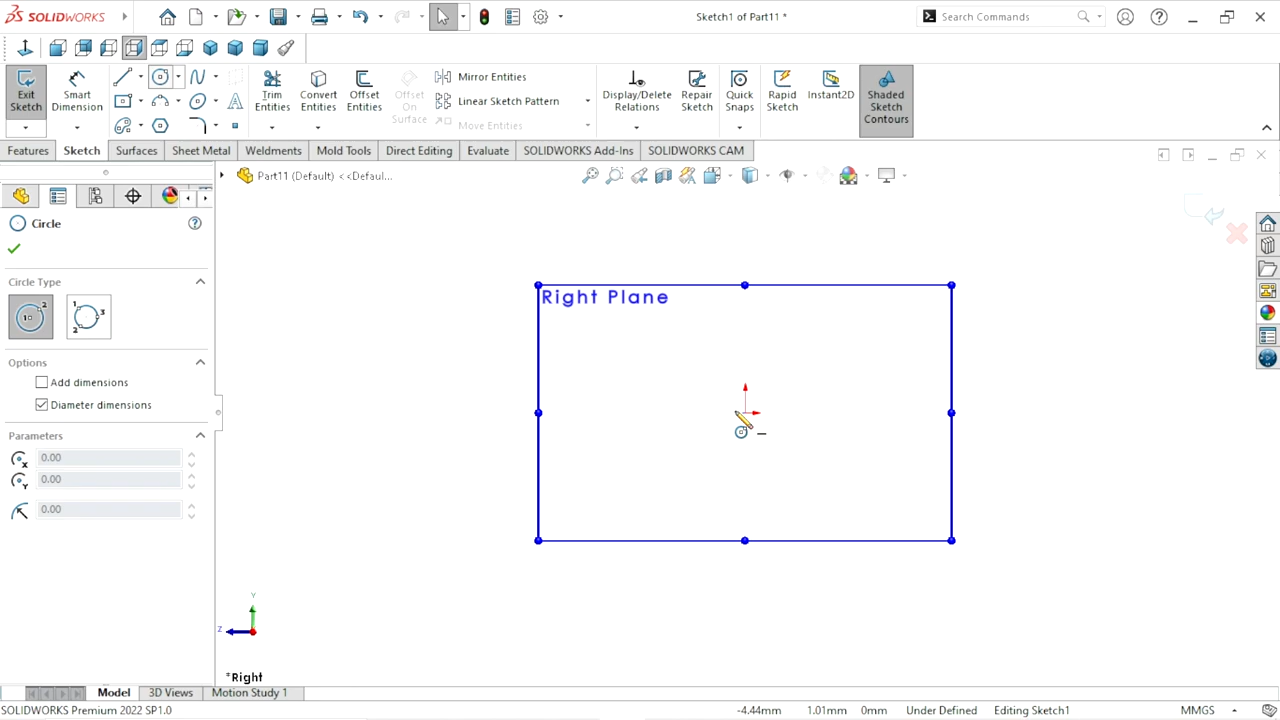 SOLIDWORKS
Sketch1 of Part11 *
Search Commands
Exit Sketch
Smart Dimension
Trim Entities
Convert Entities
Offset Entities
Offset On Surface
Mirror Entities
Linear Sketch Pattern
Move Entities
Display/Delete Relations
Repair Sketch
Quick Snaps
Rapid Sketch
Instant2D
Shaded Sketch Contours
Features
Sketch
Surfaces
Sheet Metal
Weldments
Mold Tools
Direct Editing
Evaluate
SOLIDWORKS Add-Ins
SOLIDWORKS CAM
Part11 (Default) <<Defaul...
Circle
Circle Type
Options
Add dimensions
Diameter dimensions
Parameters
0.00
0.00
0.00
Right Plane
Y
Z
*Right
Model
3D Views
Motion Study 1
SOLIDWORKS Premium 2022 SP1.0
-4.44mm
1.01mm
0mm
Under Defined
Editing Sketch1
MMGS